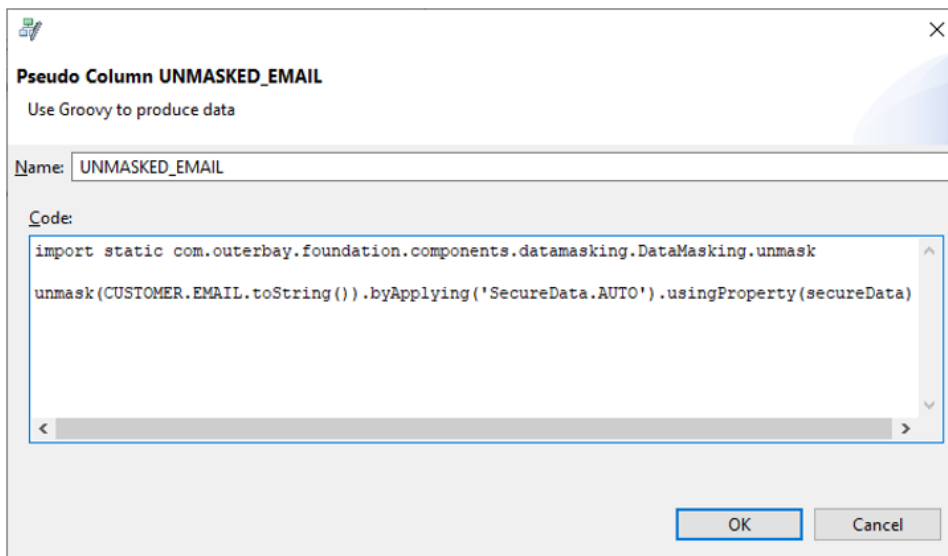 Pseudo Column UNMASKED_EMAIL
Use Groovy to produce data
Name: UNMASKED_EMAIL
Code:
import static com.outerbay.foundation.components.datamasking.DataMasking.unmask
unmask(CUSTOMER.EMAIL.toString()).byApplying('SecureData.AUTO').usingProperty(secureData)
OK Cancel